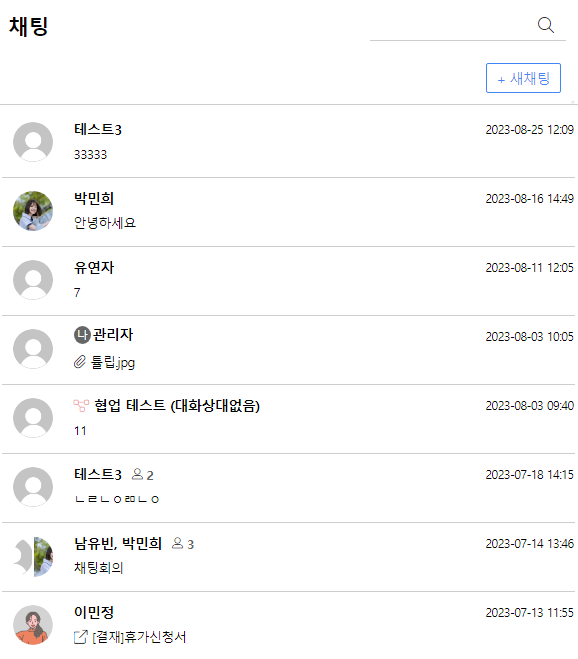 채팅
+ 새채팅
테스트3 2023-08-25 12:09
33333
박민희 2023-08-16 14:49
안녕하세요
유연자 2023-08-11 12:05
7
나 관리자 2023-08-03 10:05
튤립.jpg
협업 테스트 (대화상대없음) 2023-08-03 09:40
11
테스트3 2 2023-07-18 14:15
남유빈, 박민희 3 2023-07-14 13:46
채팅회의
이민정 2023-07-13 11:55
[결재]휴가신청서